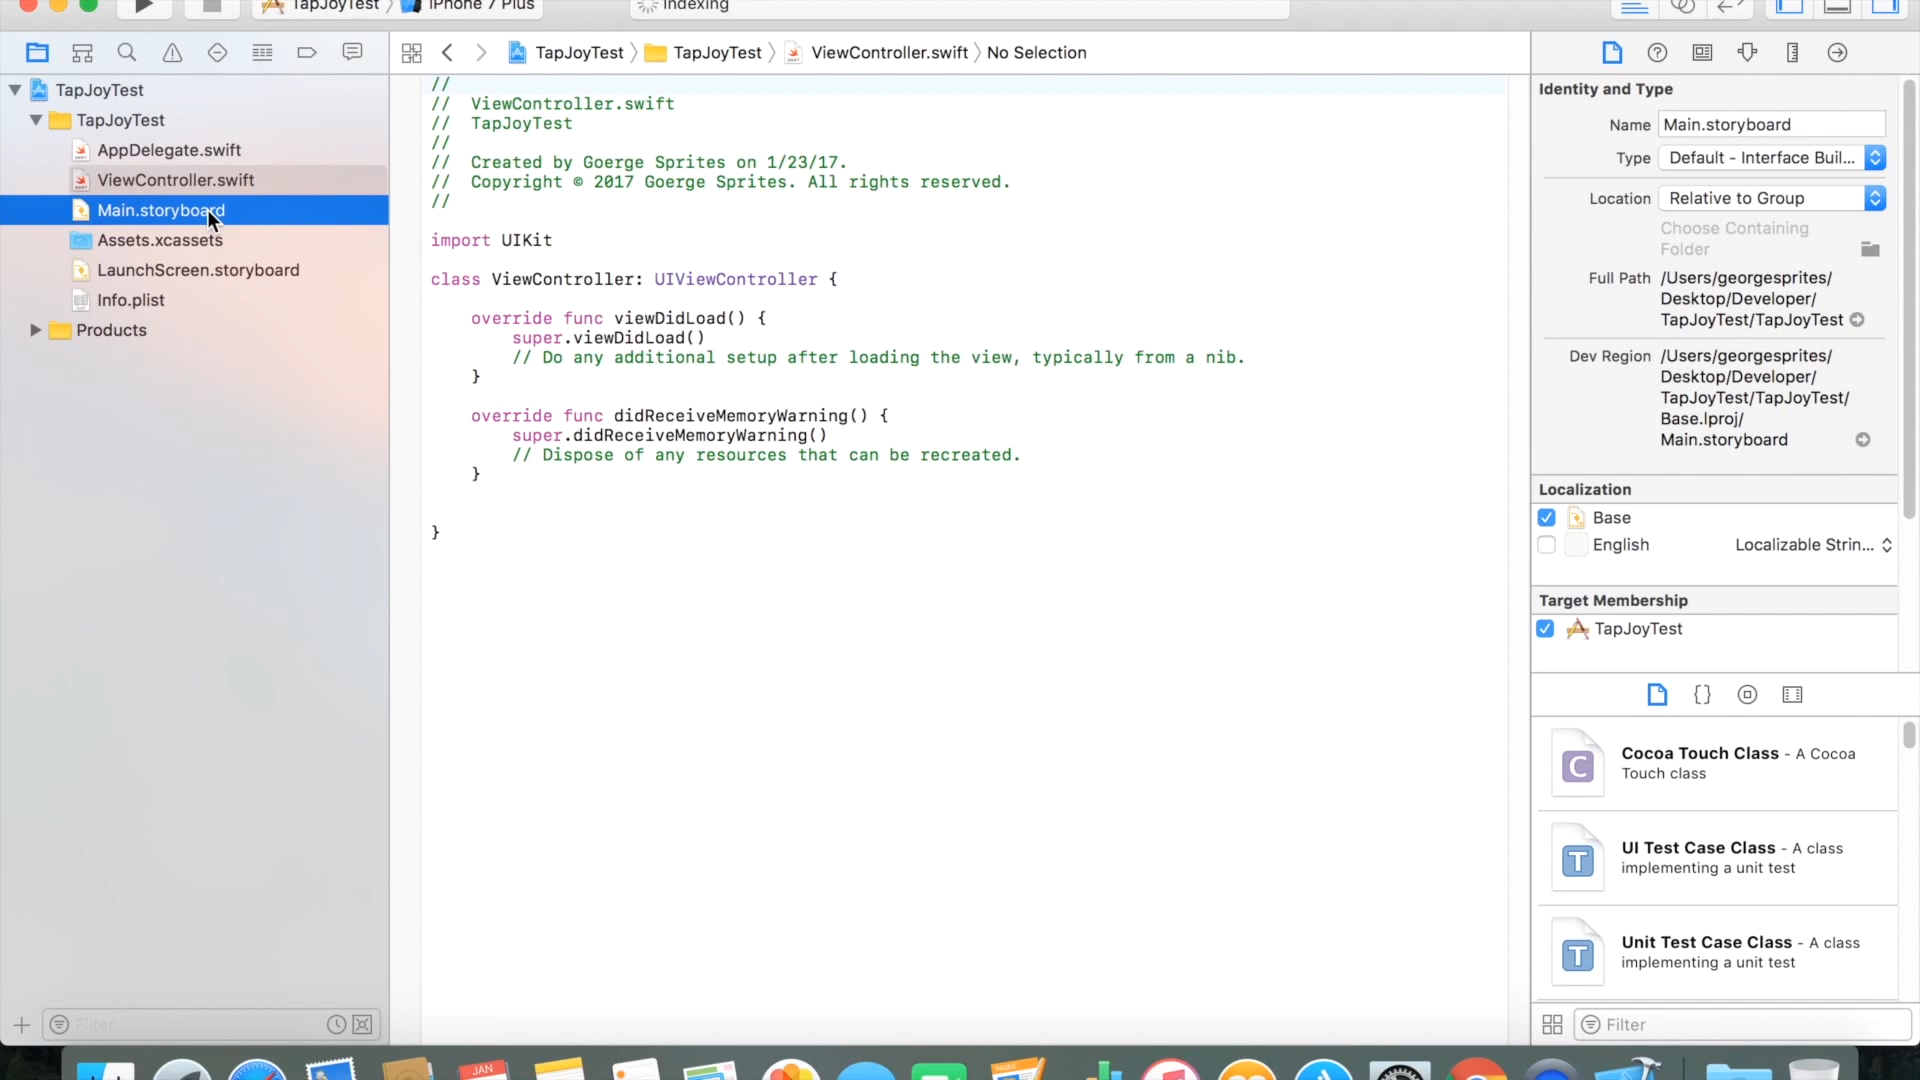 TapJoyTest 〉 iPhone 7 Plus
Indexing
TapJoyTest 〉 TapJoyTest 〉 ViewController.swift 〉 No Selection
TapJoyTest
TapJoyTest
AppDelegate.swift
ViewController.swift
Main.storyboard
Assets.xcassets
LaunchScreen.storyboard
Info.plist
Products
Filter
//
//  ViewController.swift
//  TapJoyTest
//
//  Created by Goerge Sprites on 1/23/17.
//  Copyright © 2017 Goerge Sprites. All rights reserved.
//
import UIKit
class ViewController: UIViewController {
override func viewDidLoad() {
super.viewDidLoad()
// Do any additional setup after loading the view, typically from a nib.
}
override func didReceiveMemoryWarning() {
super.didReceiveMemoryWarning()
// Dispose of any resources that can be recreated.
}
}
Identity and Type
Name Main.storyboard
Type Default - Interface Buil...
Location Relative to Group
Choose Containing
Folder
Full Path /Users/georgesprites/
Desktop/Developer/
TapJoyTest/TapJoyTest
Dev Region /Users/georgesprites/
Desktop/Developer/
TapJoyTest/TapJoyTest/
Base.lproj/
Main.storyboard
Localization
Base
English Localizable Strin...
Target Membership
TapJoyTest
{}
C
Cocoa Touch Class - A Cocoa
Touch class
T
UI Test Case Class - A class
implementing a unit test
T
Unit Test Case Class - A class
implementing a unit test
Filter
JAN
PAGES